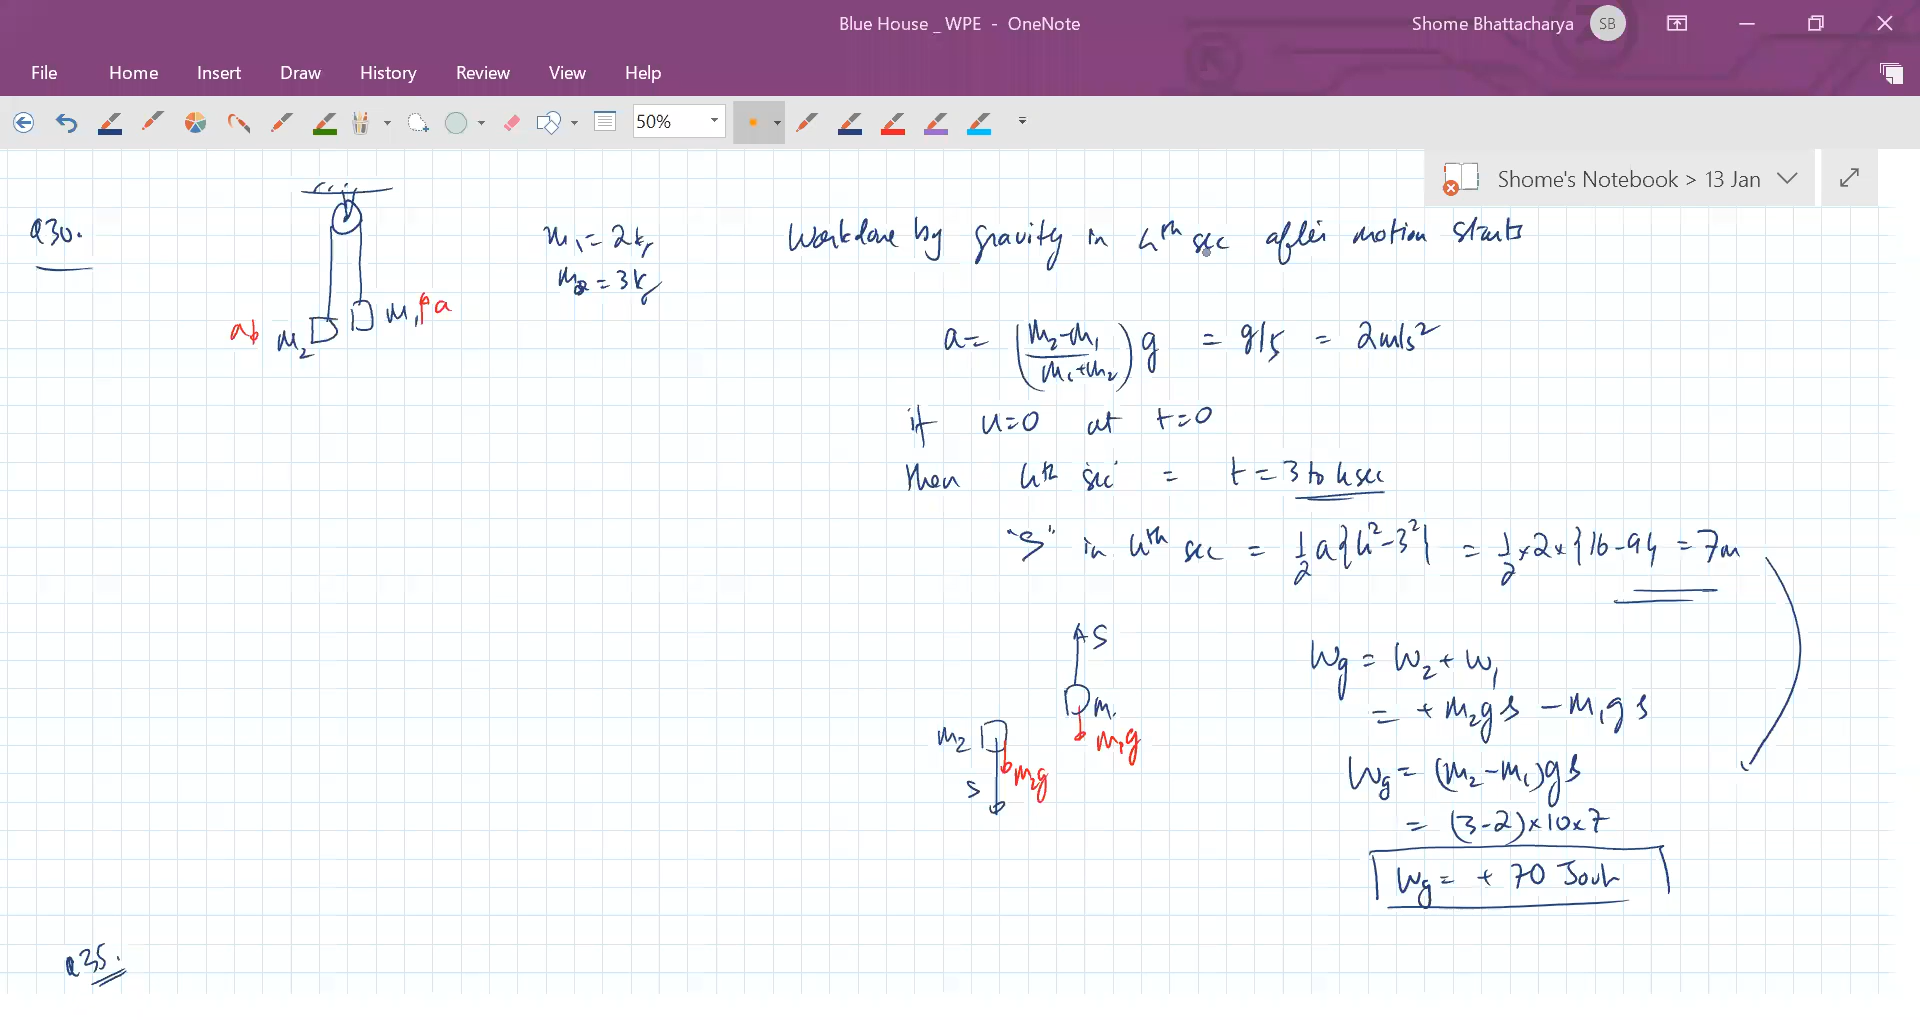 Blue House _ WPE - OneNote
Shome Bhattacharya SB
File Home Insert Draw History Review View Help
50%
Shome's Notebook > 13 Jan
Q30.
m₁ = 2kg
m₂ = 3kg
a m₂
m₁ a
Workdone by gravity in 4th sec after motion starts
a = (m₂-m₁/m₁+m₂) g = g/5 = 2m/s²
if u=0 at t=0
then 4th sec = t = 3 to 4 sec
"S" in 4th sec = 1/2 a{4²-3²} = 1/2 × 2 × {16-9} = 7m
S
m₁
m₁g
m₂
m₂g
S
Wg = W₂ + W₁
= + m₂gs - m₁gs
Wg = (m₂-m₁)gs
= (3-2)×10×7
Wg = + 70 Joule
Q35.